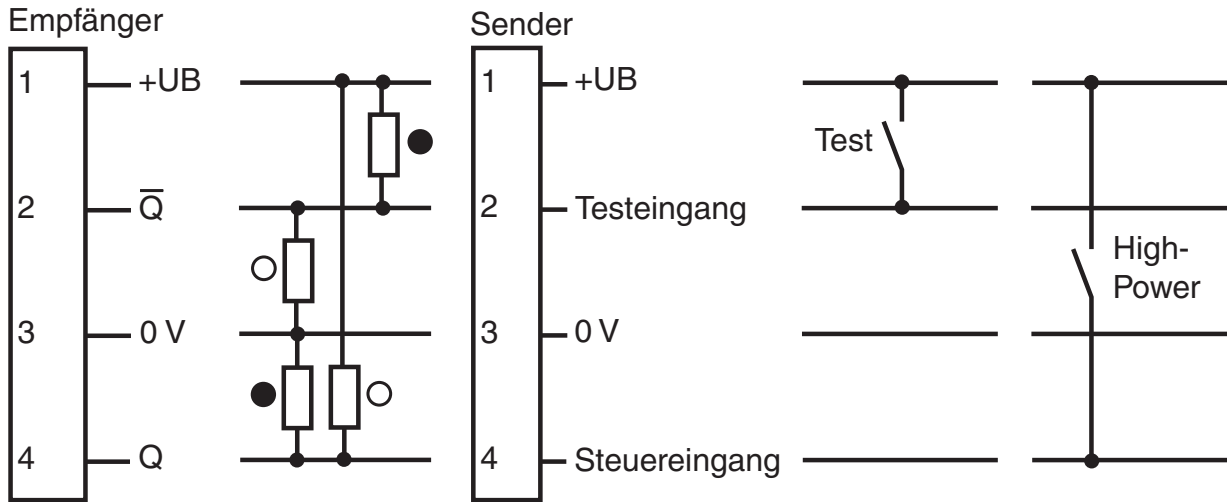 Empfänger
1 +UB
2 Q̅
3 0 V
4 Q
Sender
1 +UB
2 Testeingang
3 0 V
4 Steuereingang
Test
High-
Power